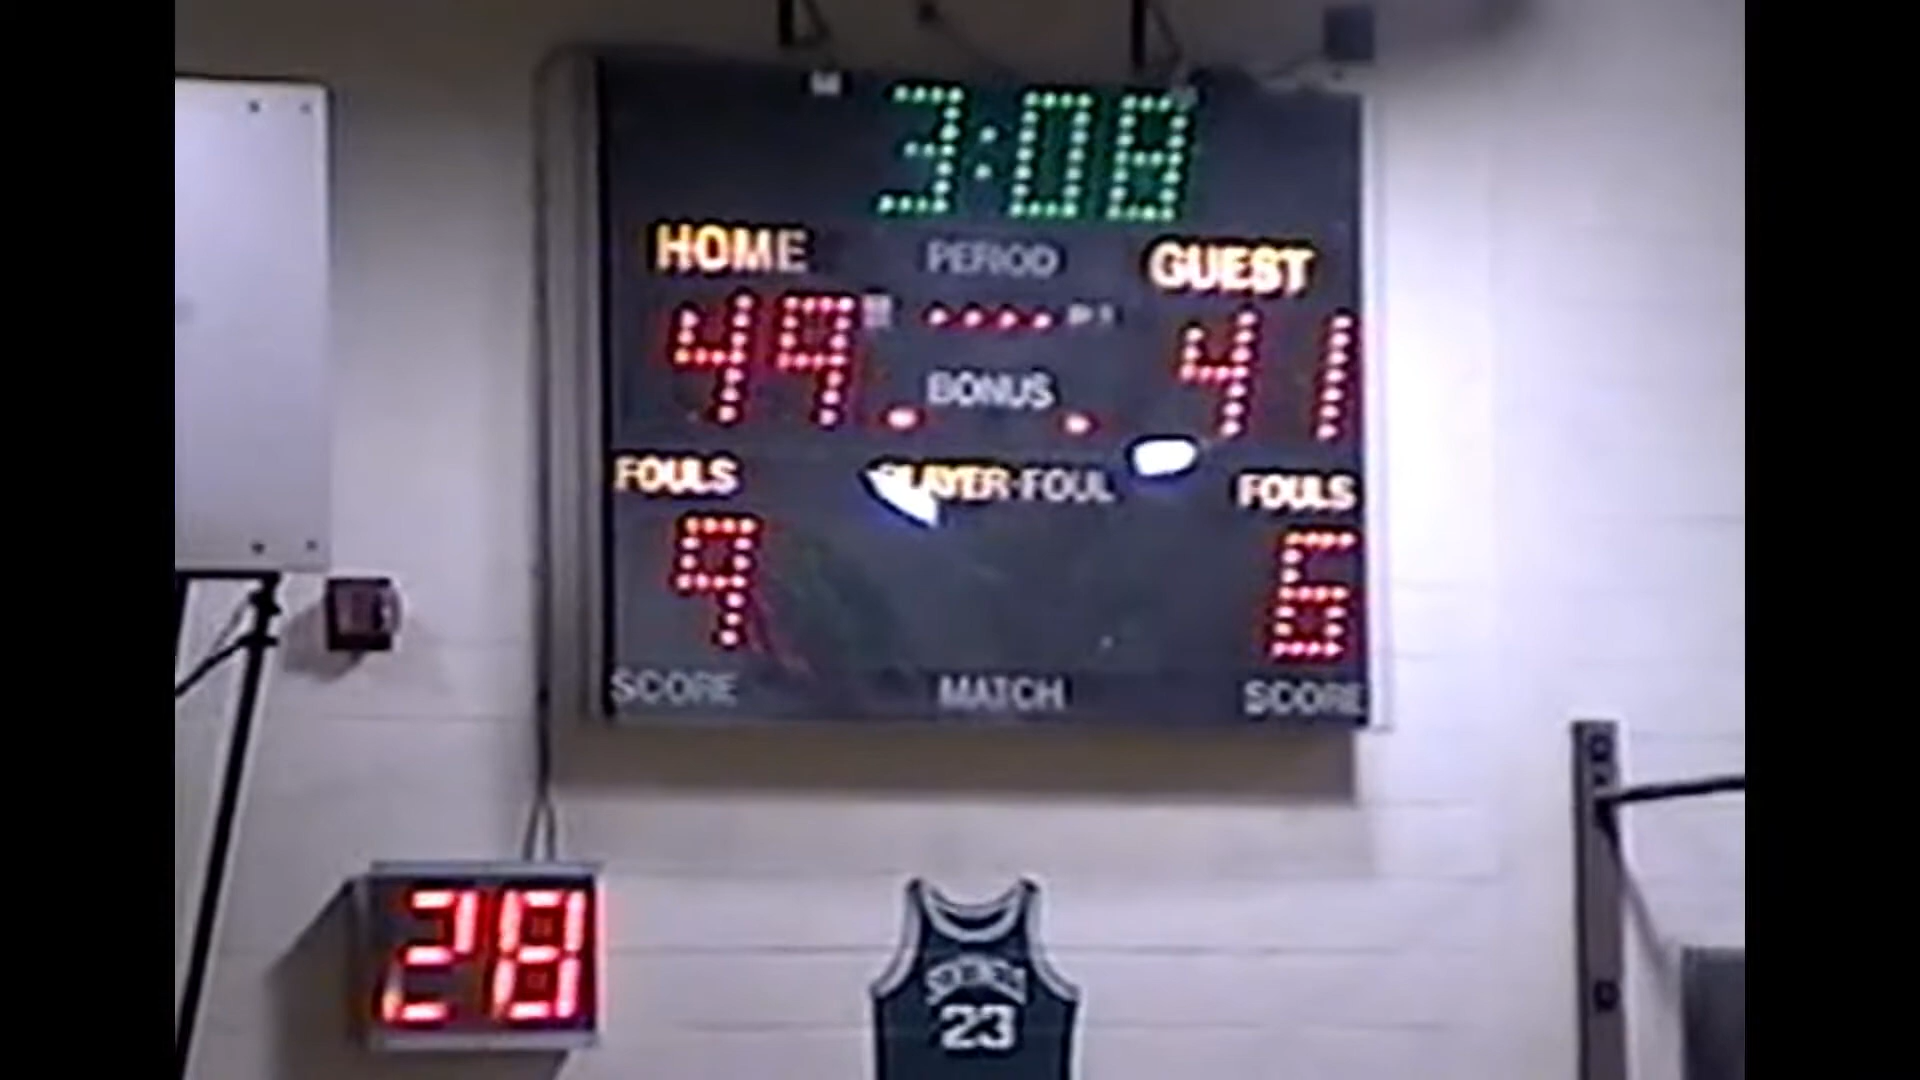 3:08
HOME PERIOD GUEST
49 41
BONUS
FOULS PLAYER·FOUL FOULS
9 6
SCORE MATCH SCORE
28
23